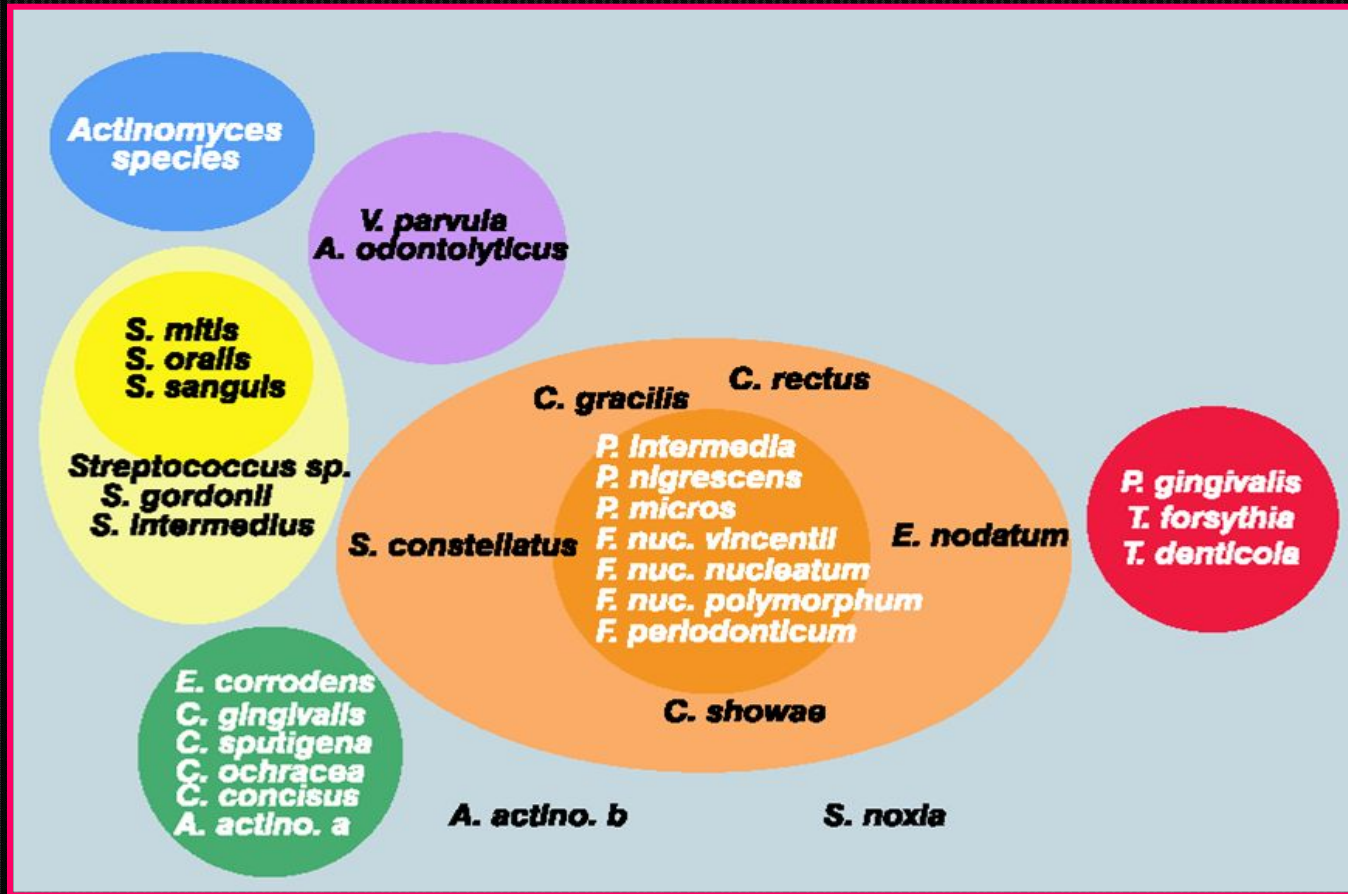 Actinomyces
species
V. parvula
A. odontolyticus
S. mitis
S. oralis
S. sanguis
Streptococcus sp.
S. gordonii
S. intermedius
C. gracilis
C. rectus
P. intermedia
P. nigrescens
P. micros
F. nuc. vincentii
F. nuc. nucleatum
F. nuc. polymorphum
F. periodonticum
S. constellatus
E. nodatum
C. showae
P. gingivalis
T. forsythia
T. denticola
E. corrodens
C. gingivalis
C. sputigena
C. ochracea
C. concisus
A. actino. a
A. actino. b
S. noxia